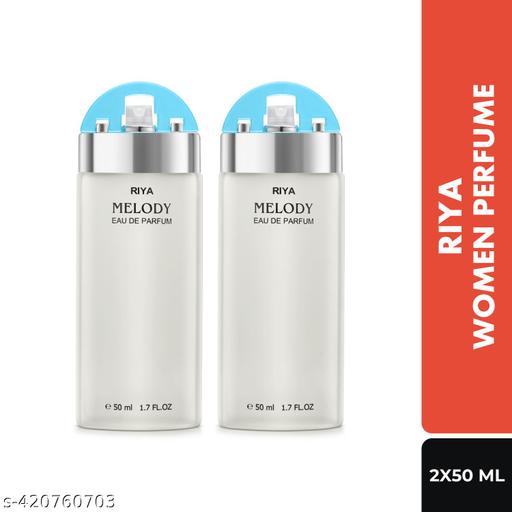 RIYA
MELODY
EAU DE PARFUM
℮ 50 ml 1.7 FL.OZ
RIYA
MELODY
EAU DE PARFUM
℮ 50 ml 1.7 FL.OZ
RIYA
WOMEN PERFUME
2X50 ML
s-420760703